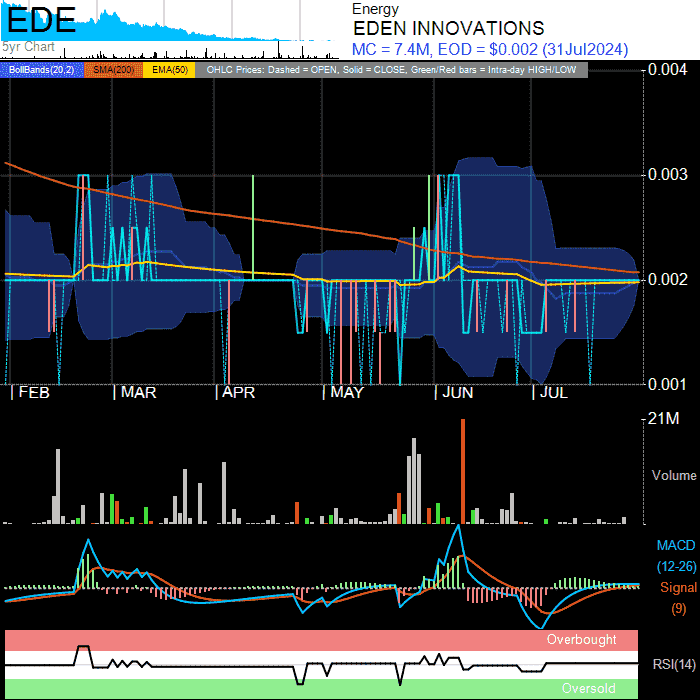 EDE
5yr Chart
Energy
EDEN INNOVATIONS
MC = 7.4M, EOD = $0.002 (31Jul2024)
BollBands(20,2) SMA(200) EMA(50) OHLC Prices: Dashed = OPEN, Solid = CLOSE, Green/Red bars = Intra-day HIGH/LOW
0.004
0.003
0.002
0.001
FEB MAR APR MAY JUN JUL
21M
Volume
MACD
(12-26)
Signal
(9)
Overbought
RSI(14)
Oversold